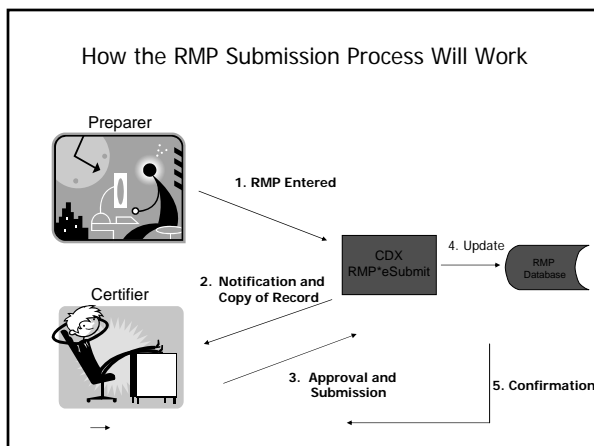 How the RMP Submission Process Will Work
Preparer
1. RMP Entered
CDX
RMP*eSubmit
4. Update
RMP
Database
2. Notification and
Copy of Record
Certifier
3. Approval and
Submission
5. Confirmation